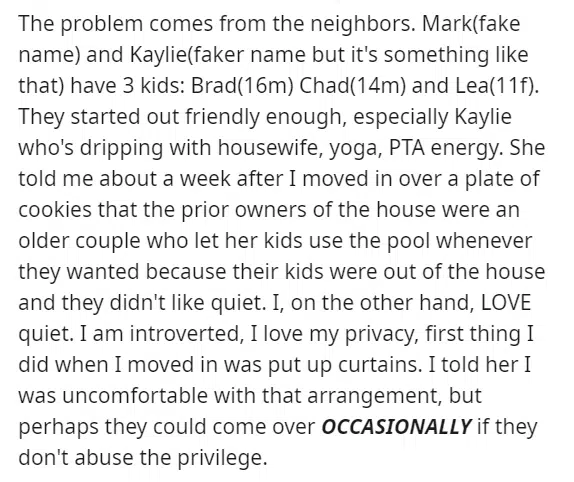 The problem comes from the neighbors. Mark(fake
name) and Kaylie(faker name but it's something like
that) have 3 kids: Brad(16m) Chad(14m) and Lea(11f).
They started out friendly enough, especially Kaylie
who's dripping with housewife, yoga, PTA energy. She
told me about a week after I moved in over a plate of
cookies that the prior owners of the house were an
older couple who let her kids use the pool whenever
they wanted because their kids were out of the house
and they didn't like quiet. I, on the other hand, LOVE
quiet. I am introverted, I love my privacy, first thing I
did when I moved in was put up curtains. I told her I
was uncomfortable with that arrangement, but
perhaps they could come over OCCASIONALLY if they
don't abuse the privilege.